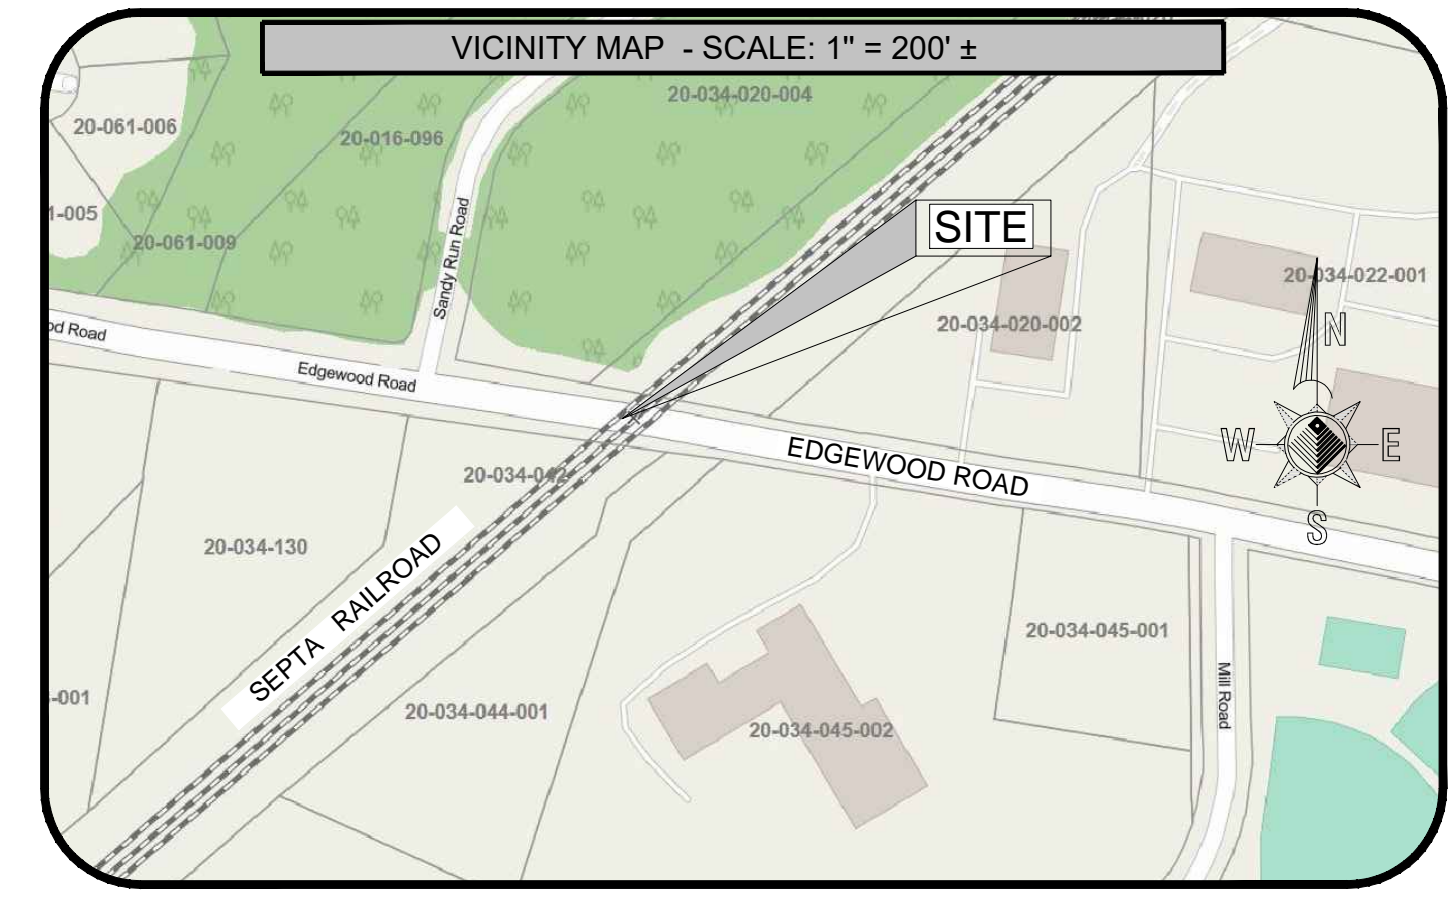 VICINITY MAP - SCALE: 1" = 200' ±
20-034-020-004
20-061-006
20-016-096
1-005
20-061-009
Sandy Run Road
SITE
20-034-022-001
20-034-020-002
N
od Road
Edgewood Road
EDGEWOOD ROAD
W
E
S
20-034-042
20-034-130
SEPTA RAILROAD
20-034-045-001
Mill Road
-001
20-034-044-001
20-034-045-002